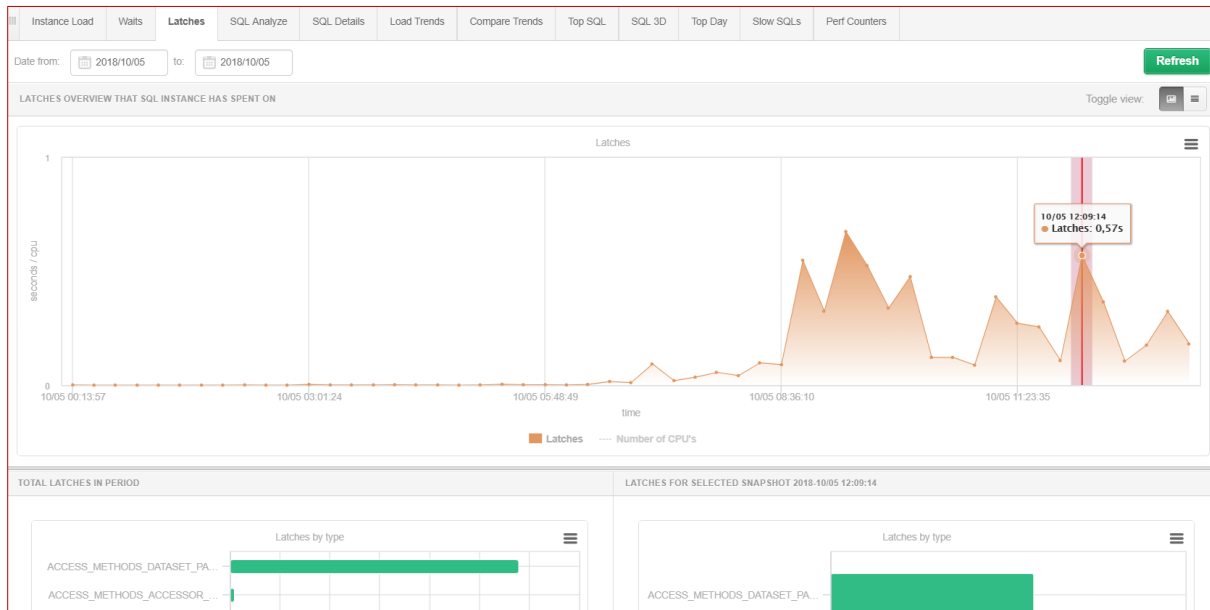 Instance Load Waits Latches SQL Analyze SQL Details Load Trends Compare Trends Top SQL SQL 3D Top Day Slow SQLs Perf Counters
Date from: 2018/10/05 to: 2018/10/05 Refresh
LATCHES OVERVIEW THAT SQL INSTANCE HAS SPENT ON Toggle view:
Latches
1
10/05 12:09:14
Latches: 0,57s
seconds / cpu
0
10/05 00:13:57 10/05 03:01:24 10/05 05:48:49 10/05 08:36:10 10/05 11:23:35
time
Latches Number of CPU's
TOTAL LATCHES IN PERIOD LATCHES FOR SELECTED SNAPSHOT 2018-10/05 12:09:14
Latches by type Latches by type
ACCESS_METHODS_DATASET_PA...
ACCESS_METHODS_ACCESSOR_... ACCESS_METHODS_DATASET_PA...